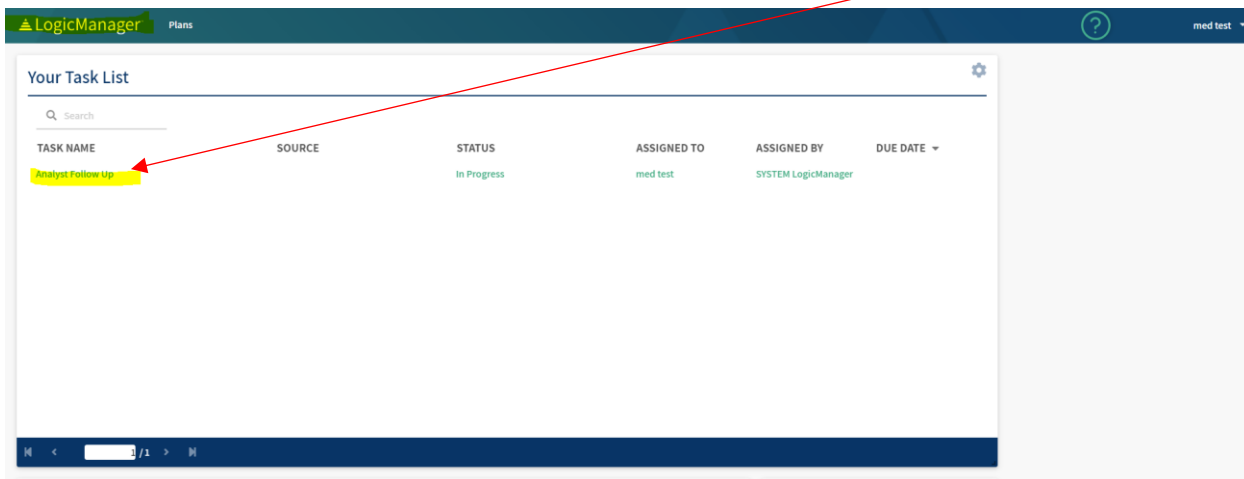 LogicManager Plans ? med test
Your Task List
Search
TASK NAME SOURCE STATUS ASSIGNED TO ASSIGNED BY DUE DATE
Analyst Follow Up In Progress med test SYSTEM LogicManager
1 / 1